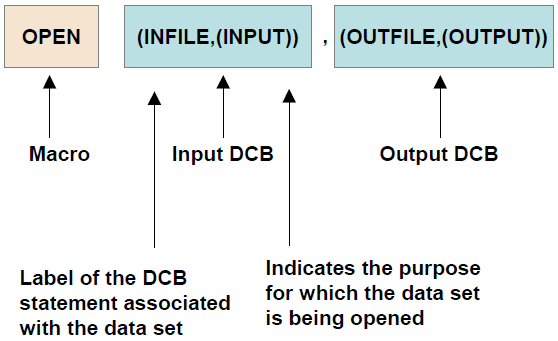 OPEN (INFILE,(INPUT)) , (OUTFILE,(OUTPUT))
Macro Input DCB Output DCB
Label of the DCB
statement associated
with the data set
Indicates the purpose
for which the data set
is being opened